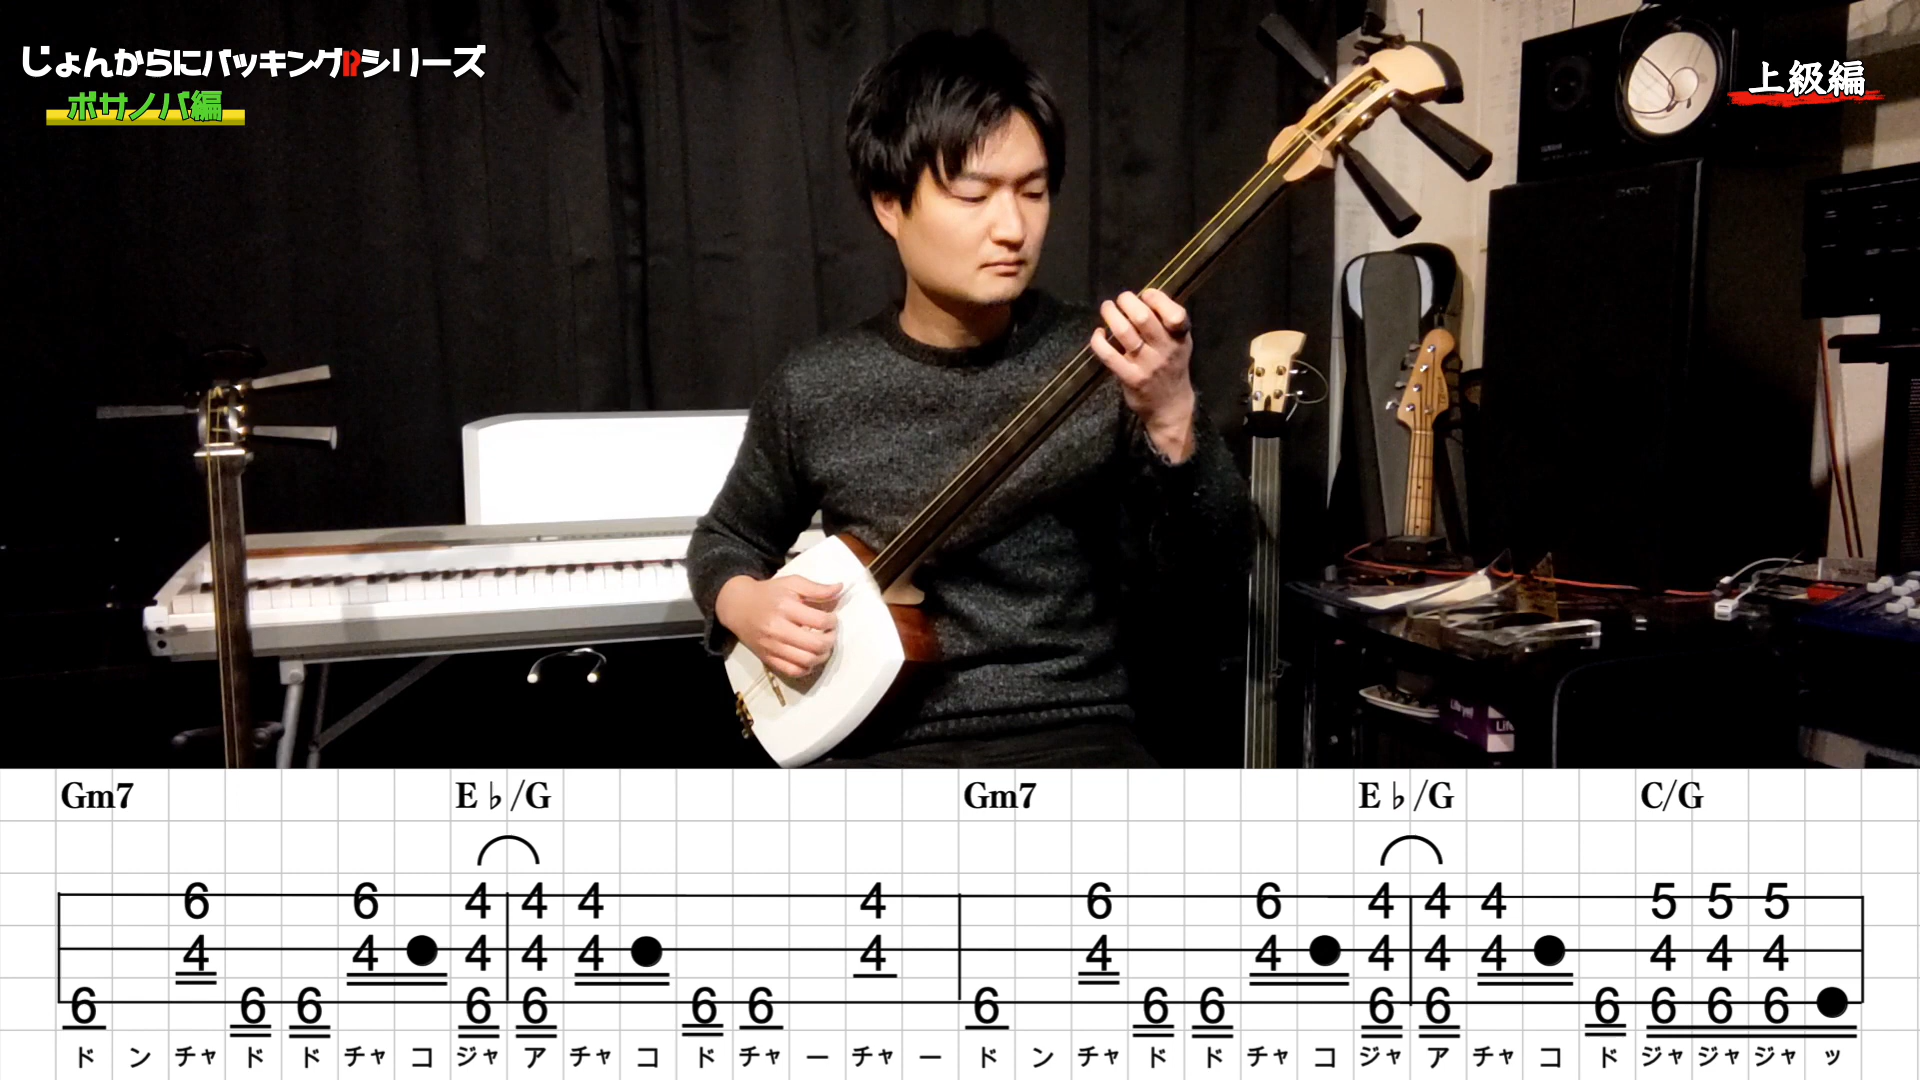 じょんからにバッキングRシリーズ
ボサノバ編
上級編
Gm7 E♭/G Gm7 E♭/G C/G
6 6 4 4 4 4 6 6 4 4 4 5 5 5
4 4 ● 4 4 4 ● 4 4 4 ● 4 4 4 ● 4 4 4
6 6 6 6 6 6 6 6 6 6 6 6 6 6 6 6 ●
ド ン チャ ド ド チャ コ ジャ ア チャ コ ド チャ ー チャ ー ド ン チャ ド ド チャ コ ジャ ア チャ コ ド ジャ ジャ ジャ ッ